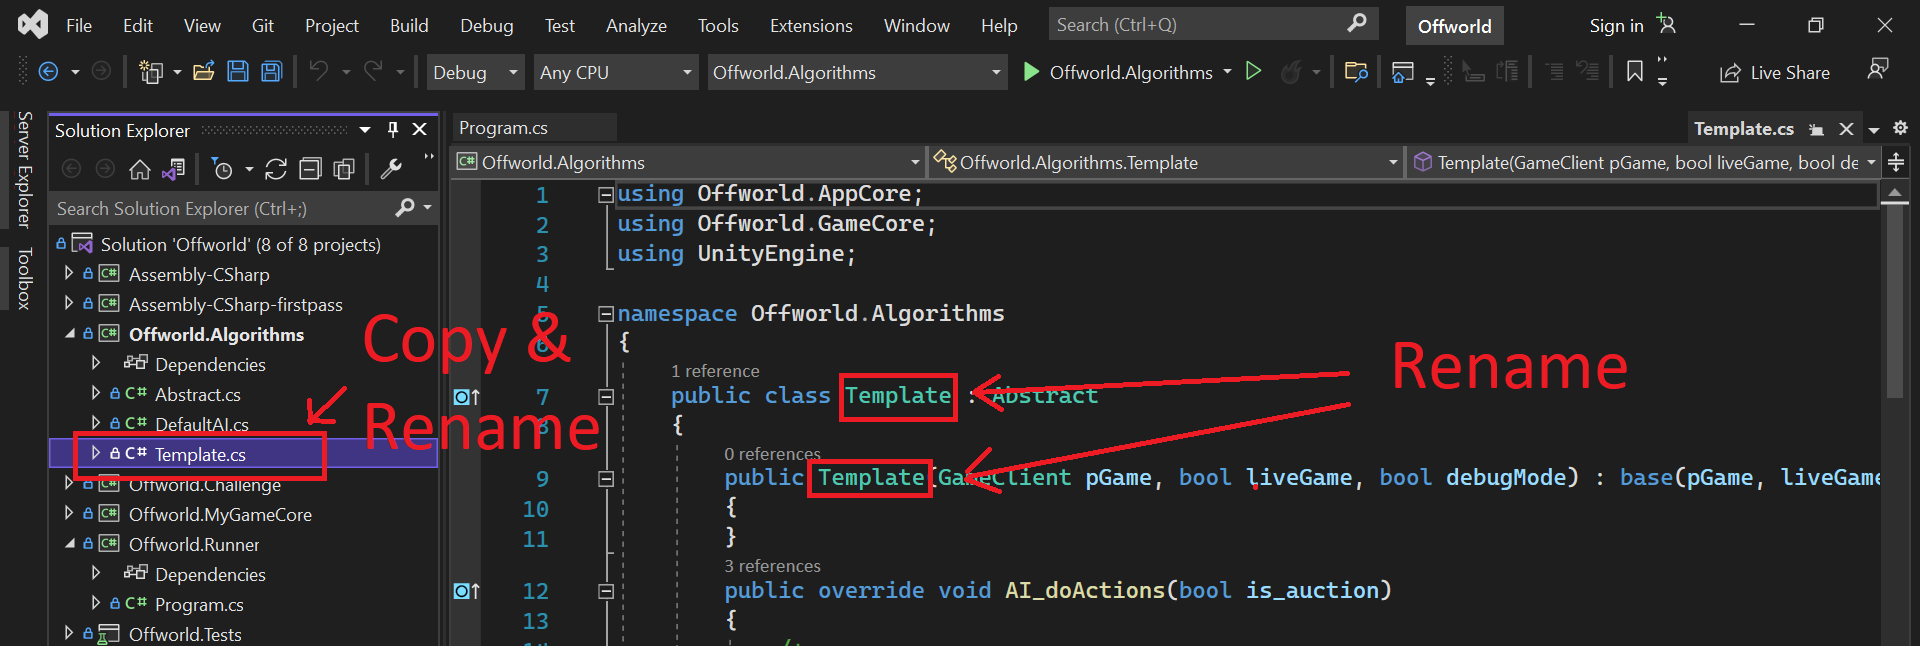 File Edit View Git Project Build Debug Test Analyze Tools Extensions Window Help Search (Ctrl+Q) Offworld Sign in
Debug Any CPU Offworld.Algorithms Offworld.Algorithms Live Share
Server Explorer
Toolbox
Solution Explorer
Search Solution Explorer (Ctrl+;)
Solution 'Offworld' (8 of 8 projects)
C# Assembly-CSharp
C# Assembly-CSharp-firstpass
C# Offworld.Algorithms
Dependencies
C# Abstract.cs
C# DefaultAI.cs
C# Template.cs
C# Offworld.Challenge
C# Offworld.MyGameCore
C# Offworld.Runner
Dependencies
C# Program.cs
Offworld.Tests
Copy &
Rename
Program.cs Template.cs
C# Offworld.Algorithms Offworld.Algorithms.Template Template(GameClient pGame, bool liveGame, bool de
1 using Offworld.AppCore;
2 using Offworld.GameCore;
3 using UnityEngine;
4
5 namespace Offworld.Algorithms
6 {
1 reference
7 public class Template : Abstract
8 {
0 references
9 public Template(GameClient pGame, bool liveGame, bool debugMode) : base(pGame, liveGame
10 {
11 }
3 references
12 public override void AI_doActions(bool is_auction)
13 {
Rename